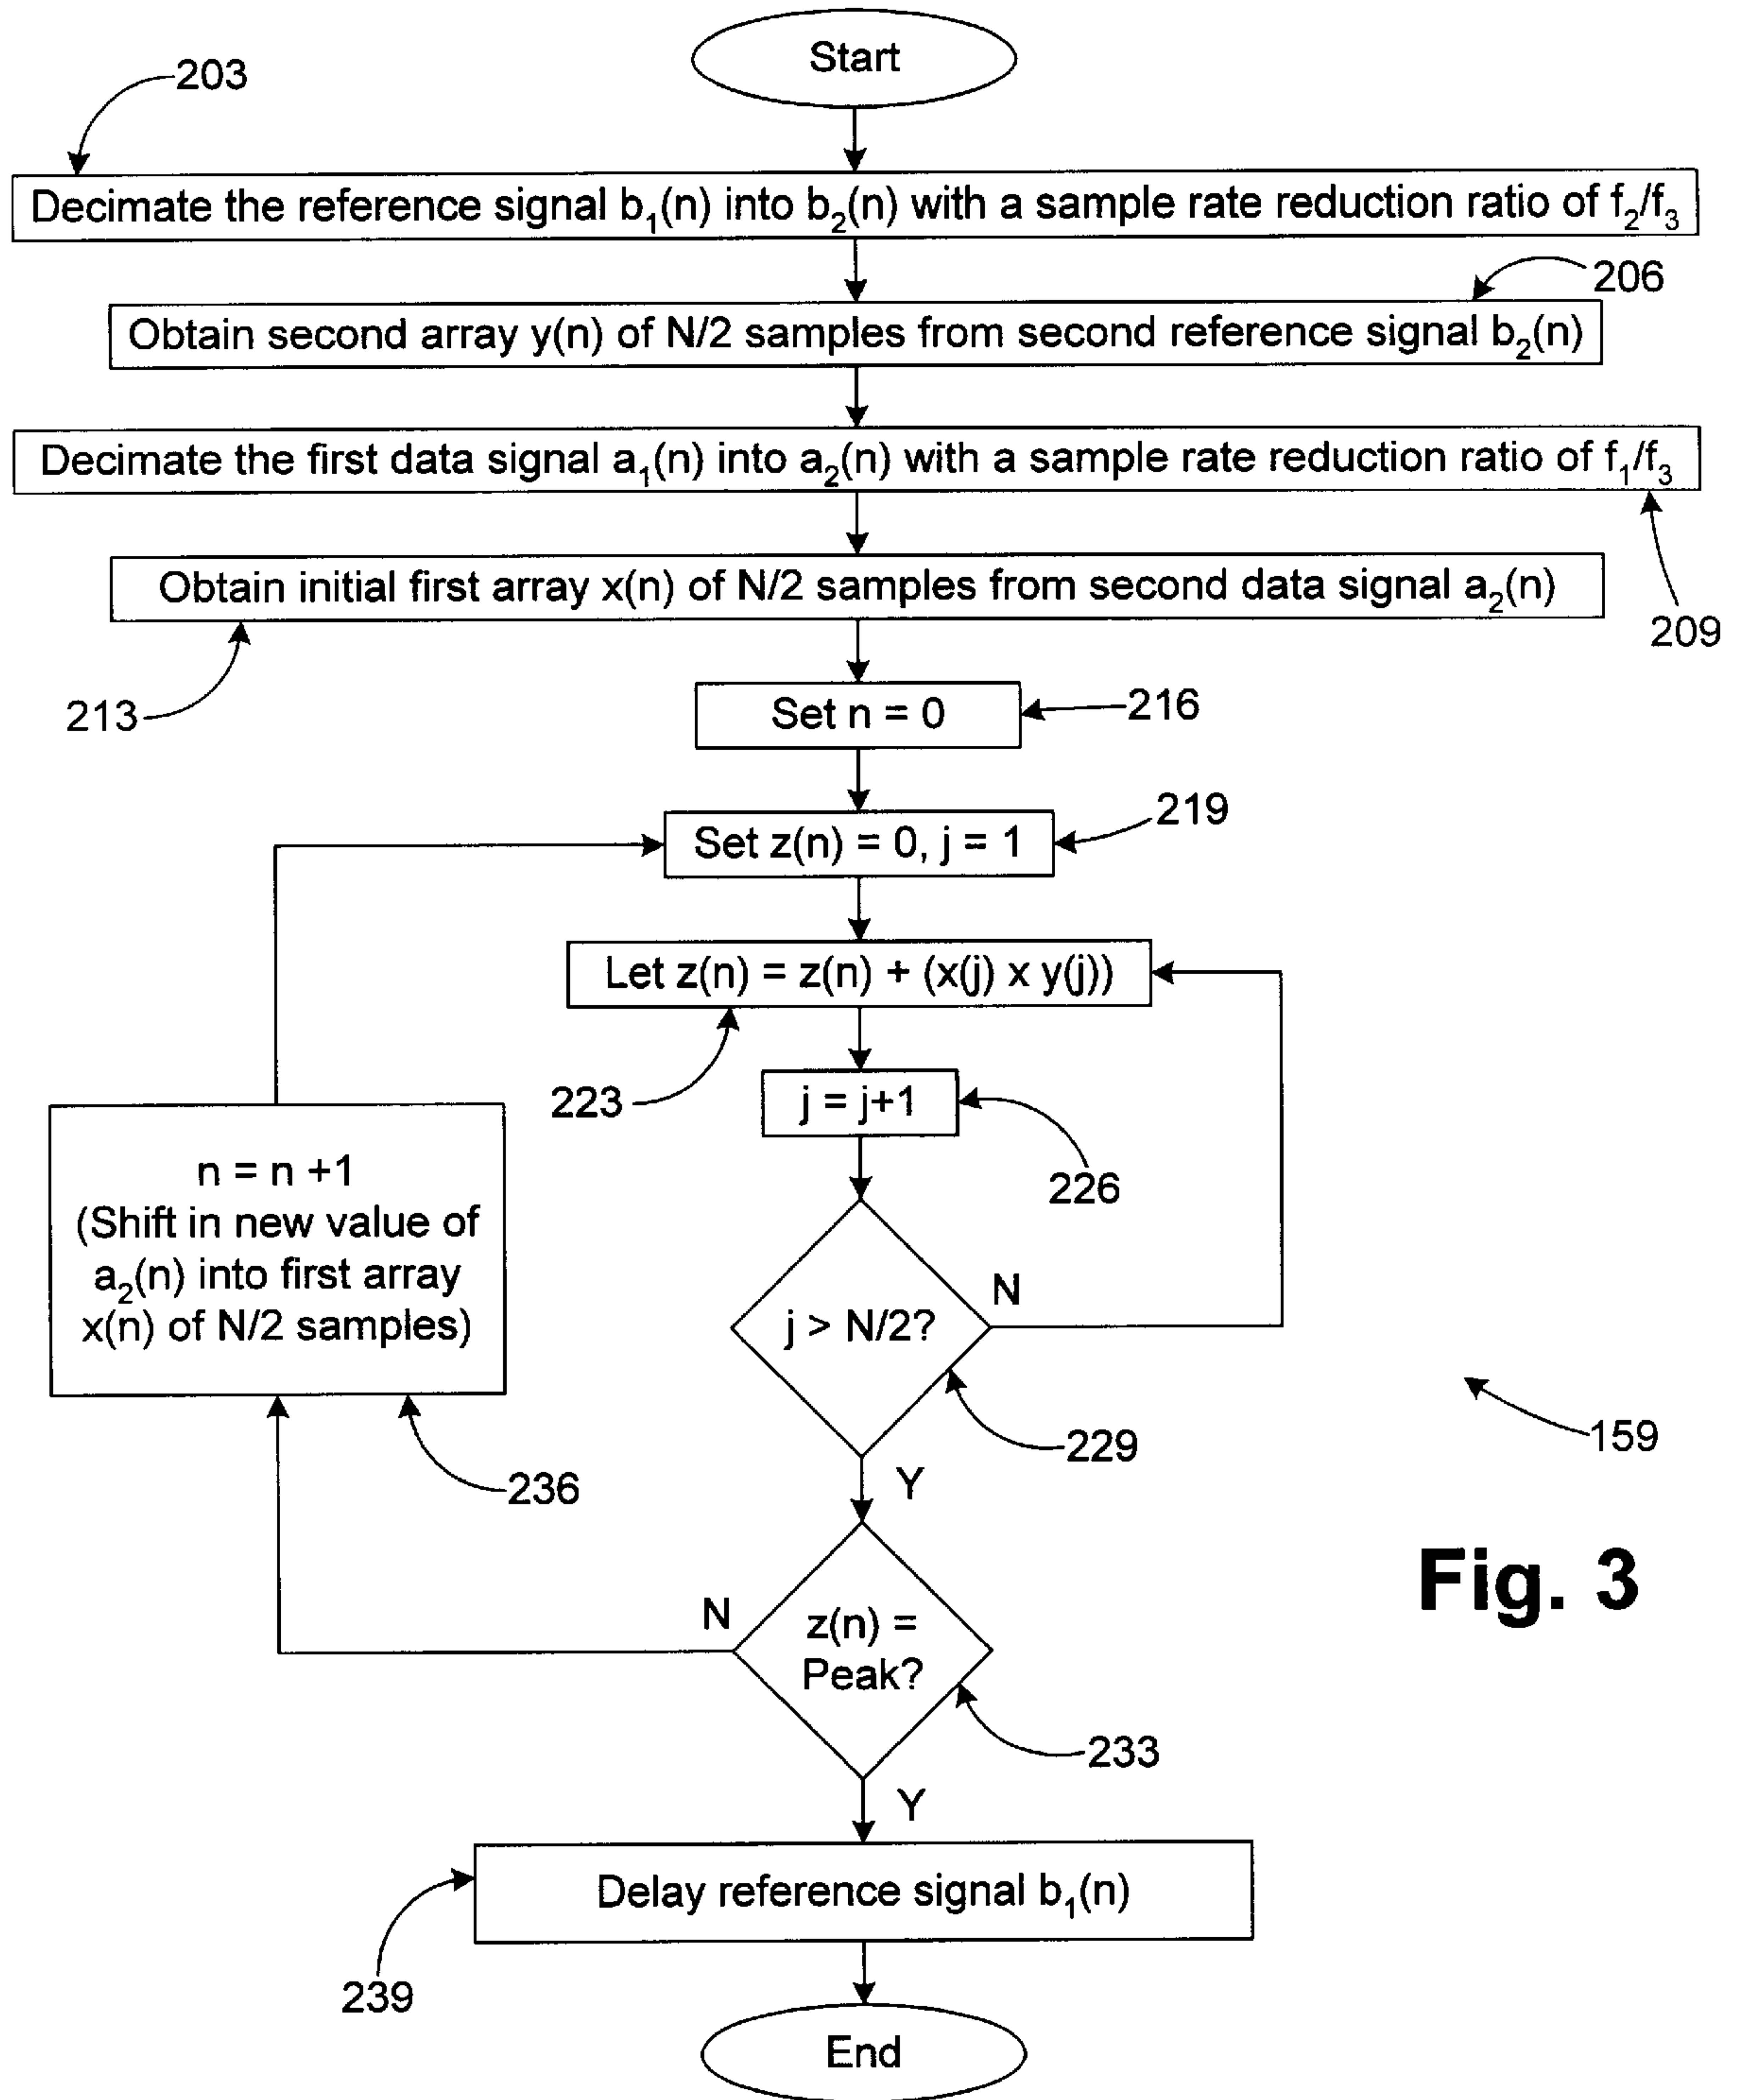 Start
203
Decimate the reference signal b₁(n) into b₂(n) with a sample rate reduction ratio of f₂/f₃
206
Obtain second array y(n) of N/2 samples from second reference signal b₂(n)
Decimate the first data signal a₁(n) into a₂(n) with a sample rate reduction ratio of f₁/f₃
209
Obtain initial first array x(n) of N/2 samples from second data signal a₂(n)
213
Set n = 0
216
Set z(n) = 0, j = 1
219
Let z(n) = z(n) + (x(j) x y(j))
223
j = j+1
226
n = n +1
(Shift in new value of
a₂(n) into first array
x(n) of N/2 samples)
236
j > N/2?
N
229
Y
159
Fig. 3
z(n) =
Peak?
N
233
Y
Delay reference signal b₁(n)
239
End